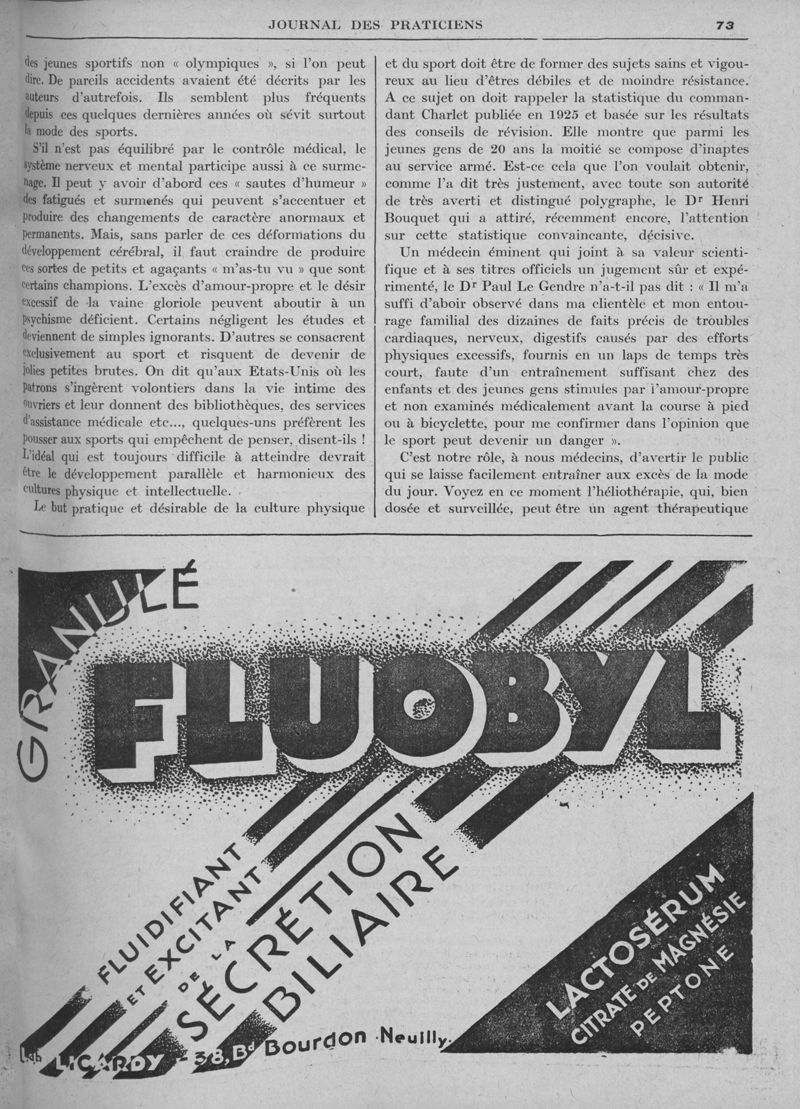 JOURNAL DES PRATICIENS 73
des jeunes sportifs non « olympiques », si l'on peut
dire. De pareils accidents avaient été décrits par les
auteurs d'autrefois. Ils semblent plus fréquents
depuis ces quelques dernières années où sévit surtout
la mode des sports.
S'il n'est pas équilibré par le contrôle médical, le
système nerveux et mental participe aussi à ce surme-
nage. Il peut y avoir d'abord ces « sautes d'humeur »
des fatigués et surmenés qui peuvent s'accentuer et
produire des changements de caractère anormaux et
permanents. Mais, sans parler de ces déformations du
développement cérébral, il faut craindre de produire
ces sortes de petits et agaçants « m'as-tu vu » que sont
certains champions. L'excès d'amour-propre et le désir
excessif de la vaine gloriole peuvent aboutir à un
psychisme déficient. Certains négligent les études et
deviennent de simples ignorants. D'autres se consacrent
exclusivement au sport et risquent de devenir de
jolies petites brutes. On dit qu'aux Etats-Unis où les
patrons s'ingèrent volontiers dans la vie intime des
ouvriers et leur donnent des bibliothèques, des services
d'assistance médicale etc..., quelques-uns préfèrent les
pousser aux sports qui empêchent de penser, disent-ils !
L'idéal qui est toujours difficile à atteindre devrait
être le développement parallèle et harmonieux des
cultures physique et intellectuelle.
Le but pratique et désirable de la culture physique
et du sport doit être de former des sujets sains et vigou-
reux au lieu d'êtres débiles et de moindre résistance.
A ce sujet on doit rappeler la statistique du comman-
dant Charlet publiée en 1925 et basée sur les résultats
des conseils de révision. Elle montre que parmi les
jeunes gens de 20 ans la moitié se compose d'inaptes
au service armé. Est-ce cela que l'on voulait obtenir,
comme l'a dit très justement, avec toute son autorité
de très averti et distingué polygraphe, le Dr Henri
Bouquet qui a attiré, récemment encore, l'attention
sur cette statistique convaincante, décisive.
Un médecin éminent qui joint à sa valeur scienti-
fique et à ses titres officiels un jugement sûr et expé-
rimenté, le Dr Paul Le Gendre n'a-t-il pas dit : « Il m'a
suffi d'aboir observé dans ma clientèle et mon entou-
rage familial des dizaines de faits précis de troubles
cardiaques, nerveux, digestifs causés par des efforts
physiques excessifs, fournis en un laps de temps très
court, faute d'un entraînement suffisant chez des
enfants et des jeunes gens stimules par l'amour-propre
et non examinés médicalement avant la course à pied
ou à bicyclette, pour me confirmer dans l'opinion que
le sport peut devenir un danger ».
C'est notre rôle, à nous médecins, d'avertir le public
qui se laisse facilement entraîner aux excès de la mode
du jour. Voyez en ce moment l'héliothérapie, qui, bien
dosée et surveillée, peut être un agent thérapeutique
GRANULÉ
FLUOBYL
FLUIDIFIANT
ET EXCITANT
DE LA
SÉCRÉTION
BILIAIRE
LACTOSÉRUM
CITRATE DE MAGNÉSIE
PEPTONE
Lab LICARDY - 38, Bd Bourdon - Neuilly.